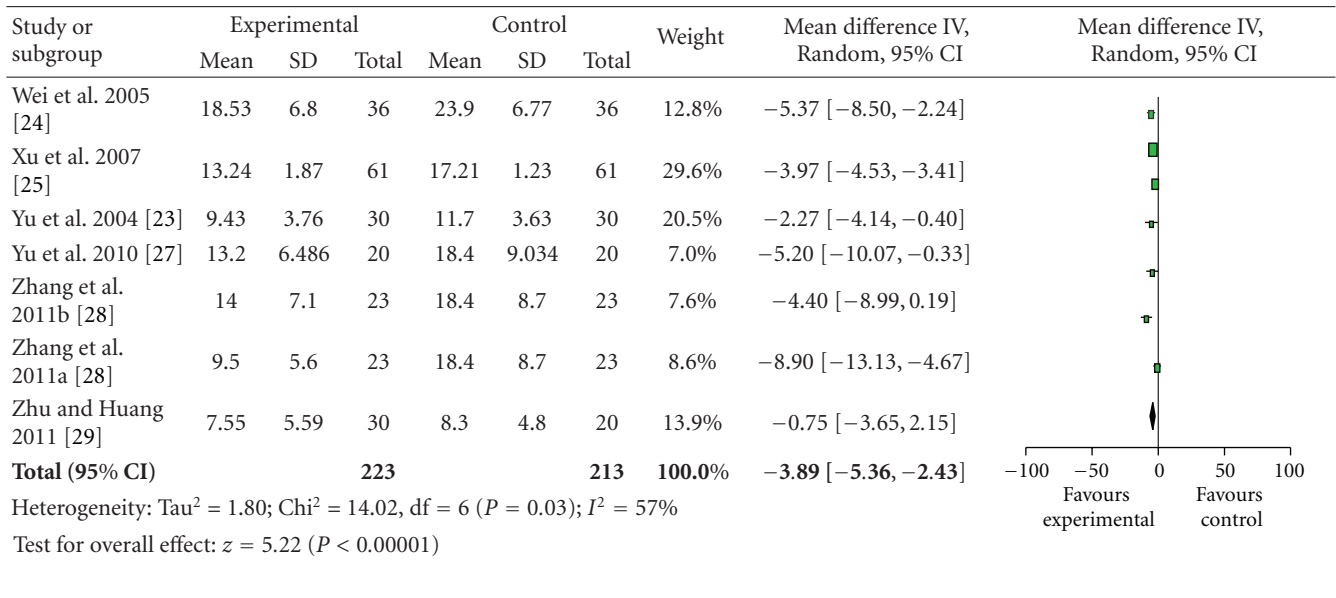 Study or subgroup Experimental Control Weight Mean difference IV, Random, 95% CI Mean difference IV, Random, 95% CI
Mean SD Total Mean SD Total
Wei et al. 2005 [24] 18.53 6.8 36 23.9 6.77 36 12.8% −5.37 [−8.50, −2.24]
Xu et al. 2007 [25] 13.24 1.87 61 17.21 1.23 61 29.6% −3.97 [−4.53, −3.41]
Yu et al. 2004 [23] 9.43 3.76 30 11.7 3.63 30 20.5% −2.27 [−4.14, −0.40]
Yu et al. 2010 [27] 13.2 6.486 20 18.4 9.034 20 7.0% −5.20 [−10.07, −0.33]
Zhang et al. 2011b [28] 14 7.1 23 18.4 8.7 23 7.6% −4.40 [−8.99, 0.19]
Zhang et al. 2011a [28] 9.5 5.6 23 18.4 8.7 23 8.6% −8.90 [−13.13, −4.67]
Zhu and Huang 2011 [29] 7.55 5.59 30 8.3 4.8 20 13.9% −0.75 [−3.65, 2.15]
Total (95% CI) 223 213 100.0% −3.89 [−5.36, −2.43]
Heterogeneity: Tau² = 1.80; Chi² = 14.02, df = 6 (P = 0.03); I² = 57%
Test for overall effect: z = 5.22 (P < 0.00001)
−100 −50 0 50 100
Favours experimental
Favours control